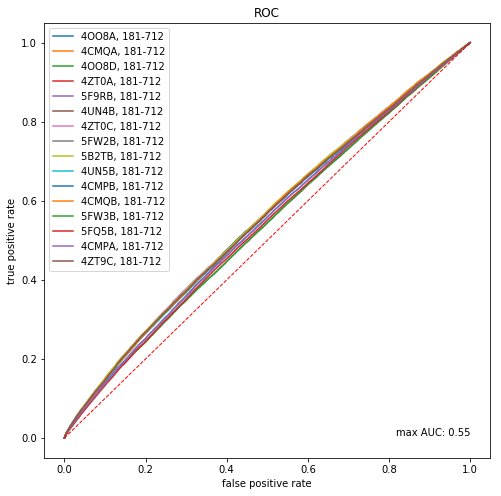 ROC
4OO8A, 181-712
4CMQA, 181-712
4OO8D, 181-712
4ZT0A, 181-712
5F9RB, 181-712
4UN4B, 181-712
4ZT0C, 181-712
5FW2B, 181-712
5B2TB, 181-712
4UN5B, 181-712
4CMPB, 181-712
4CMQB, 181-712
5FW3B, 181-712
5FQ5B, 181-712
4CMPA, 181-712
4ZT9C, 181-712
true positive rate
1.0
0.8
0.6
0.4
0.2
0.0
max AUC: 0.55
0.0 0.2 0.4 0.6 0.8 1.0
false positive rate